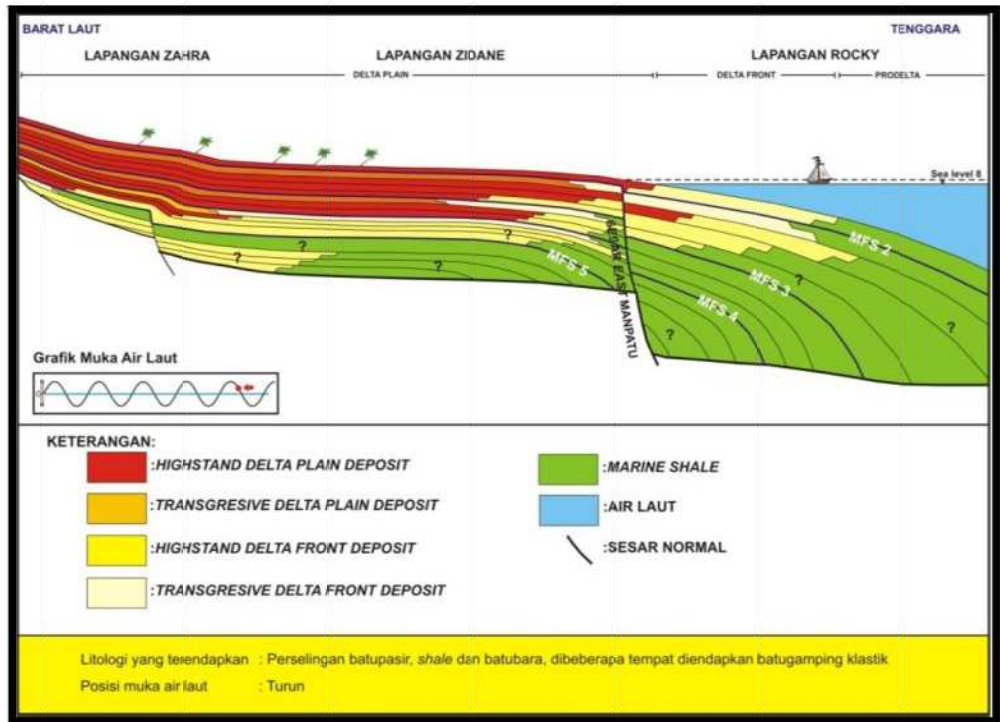 BARAT LAUT TENGGARA
LAPANGAN ZAHRA LAPANGAN ZIDANE LAPANGAN ROCKY
DELTA PLAIN DELTA FRONT PRODELTA
Sea level 8
? ? ? ? ? ?
MFS 2
MFS 3
MFS 4
MFS 5
EAST MANPATU
Grafik Muka Air Laut
KETERANGAN:
:HIGHSTAND DELTA PLAIN DEPOSIT
:TRANSGRESIVE DELTA PLAIN DEPOSIT
:HIGHSTAND DELTA FRONT DEPOSIT
:TRANSGRESIVE DELTA FRONT DEPOSIT
:MARINE SHALE
:AIR LAUT
:SESAR NORMAL
Litologi yang terendapkan : Perselingan batupasir, shale dan batubara, dibeberapa tempat diendapkan batugamping klastik
Posisi muka air laut : Turun